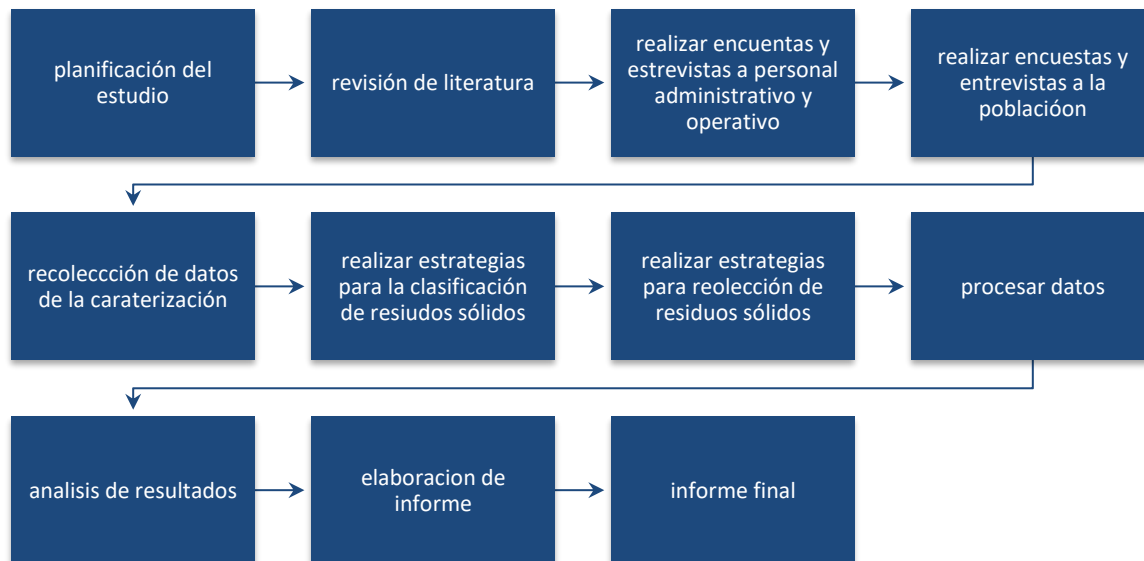 planificación del
estudio
revisión de literatura
realizar encuentas y
estrevistas a personal
administrativo y
operativo
realizar encuestas y
entrevistas a la
poblacióon
recoleccción de datos
de la caraterización
realizar estrategias
para la clasificación
de resiudos sólidos
realizar estrategias
para reolección de
residuos sólidos
procesar datos
analisis de resultados
elaboracion de
informe
informe final